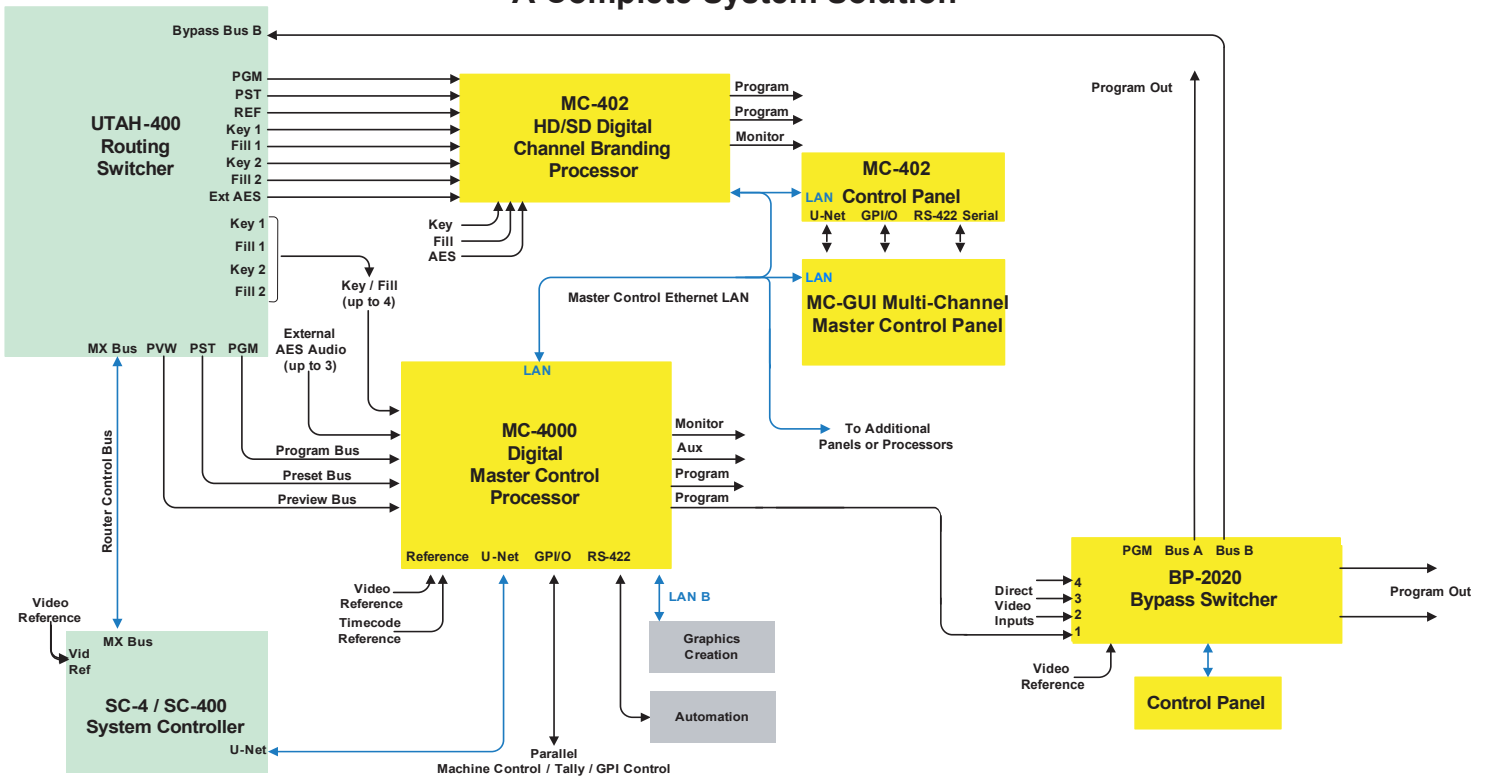 A Complete System Solution
Bypass Bus B
PGM
PST
REF
Key 1
Fill 1
Key 2
Fill 2
Ext AES
UTAH-400
Routing
Switcher
Key 1
Fill 1
Key 2
Fill 2
MX Bus PVW PST PGM
MC-402
HD/SD Digital
Channel Branding
Processor
Program
Program
Monitor
Key
Fill
AES
MC-402
LAN Control Panel
U-Net GPI/O RS-422 Serial
LAN
MC-GUI Multi-Channel
Master Control Panel
Program Out
Key / Fill
(up to 4)
Master Control Ethernet LAN
External
AES Audio
(up to 3)
LAN
MC-4000
Digital
Master Control
Processor
Monitor
Aux
Program
Program
To Additional
Panels or Processors
Program Bus
Preset Bus
Preview Bus
Router Control Bus
Reference U-Net GPI/O RS-422
Video
Reference
Timecode
Reference
LAN B
Graphics
Creation
Automation
Parallel
Machine Control / Tally / GPI Control
Video
Reference
MX Bus
Vid
Ref
SC-4 / SC-400
System Controller
U-Net
PGM Bus A Bus B
BP-2020
Bypass Switcher
Direct
Video
Inputs
4
3
2
1
Program Out
Video
Reference
Control Panel